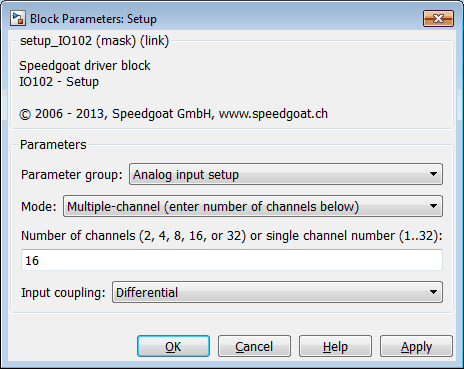 Block Parameters: Setup
setup_IO102 (mask) (link)
Speedgoat driver block
IO102 - Setup
© 2006 - 2013, Speedgoat GmbH, www.speedgoat.ch
Parameters
Parameter group: Analog input setup
Mode: Multiple-channel (enter number of channels below)
Number of channels (2, 4, 8, 16, or 32) or single channel number (1..32):
16
Input coupling: Differential
OK Cancel Help Apply